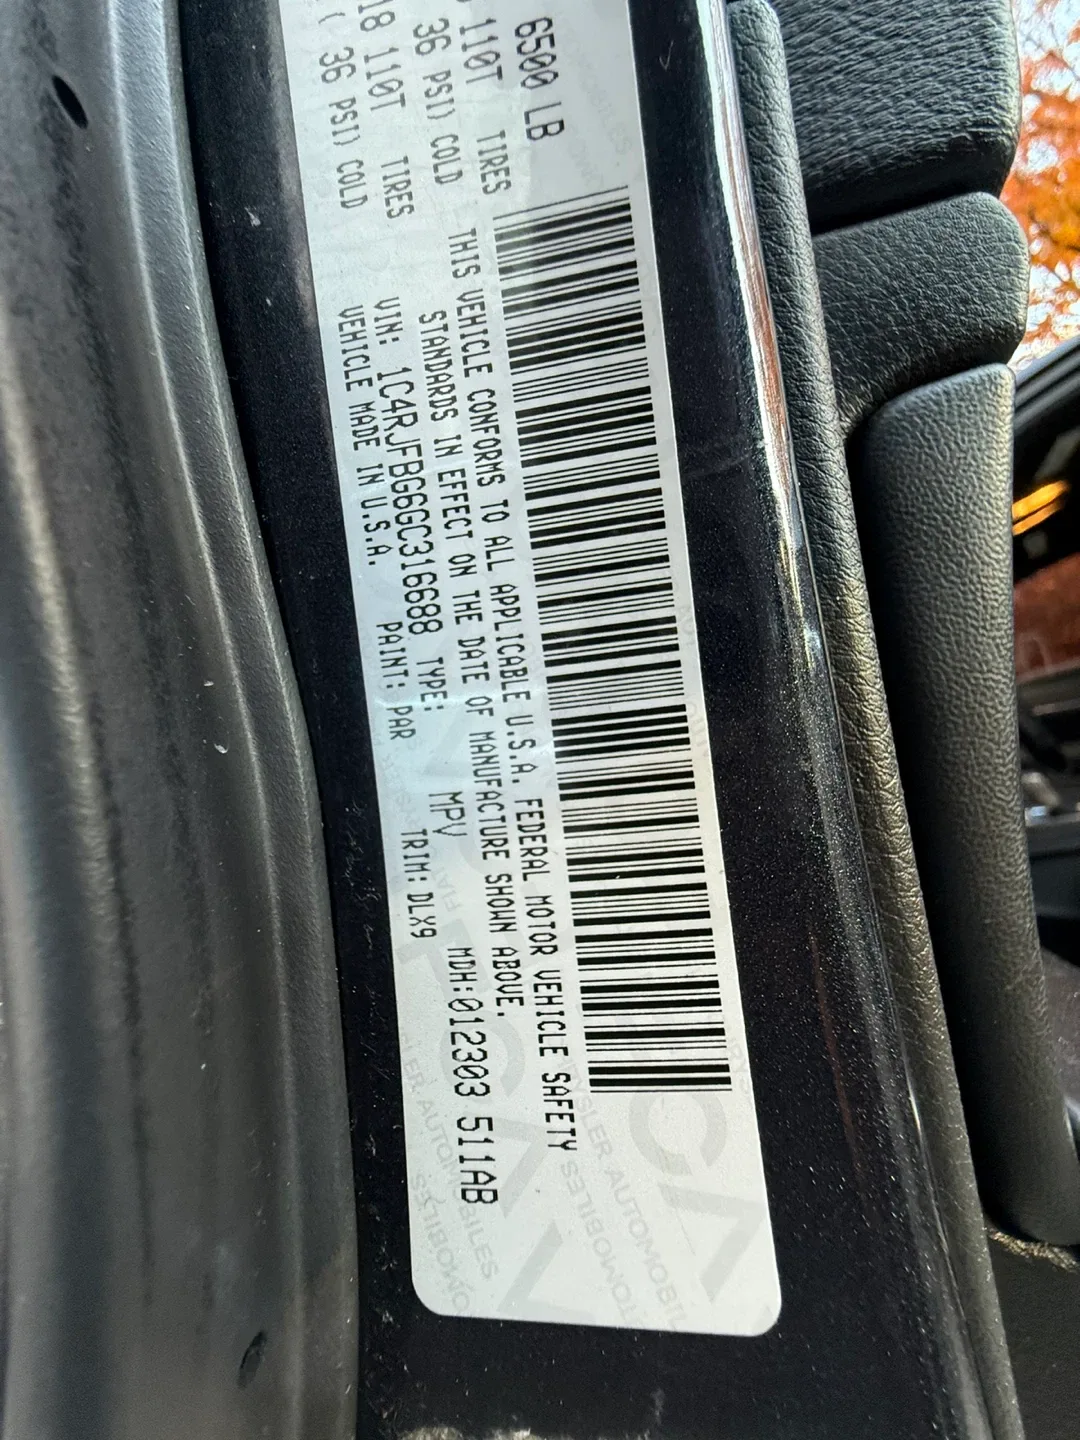 6500 LB
110T TIRES
36 PSI) COLD
18 110T TIRES
( 36 PSI) COLD
THIS VEHICLE CONFORMS TO ALL APPLICABLE U.S.A. FEDERAL MOTOR VEHICLE SAFETY
STANDARDS IN EFFECT ON THE DATE OF MANUFACTURE SHOWN ABOVE.
VIN: 1C4RJFBG6GC316688 TYPE: MPV MDH:012303 511AB
VEHICLE MADE IN U.S.A. PAINT: PAR TRIM: DLX9